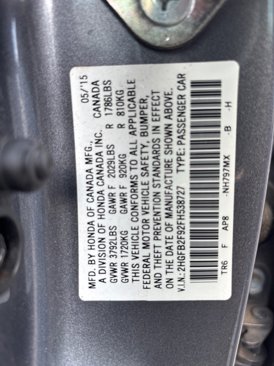 MFD. BY HONDA OF CANADA MFG., 05/'15
A DIVISION OF HONDA CANADA INC. CANADA
GVWR 3792LBS GAWR F 2029LBS R 1786LBS
GVWR 1720KG GAWR F 920KG R 810KG
THIS VEHICLE CONFORMS TO ALL APPLICABLE
FEDERAL MOTOR VEHICLE SAFETY, BUMPER,
AND THEFT PREVENTION STANDARDS IN EFFECT
ON THE DATE OF MANUFACTURE SHOWN ABOVE.
V.I.N.: 2HGFB2F92FH538727 TYPE: PASSENGER CAR
TR6 F AP8 -NH797MX -B -H